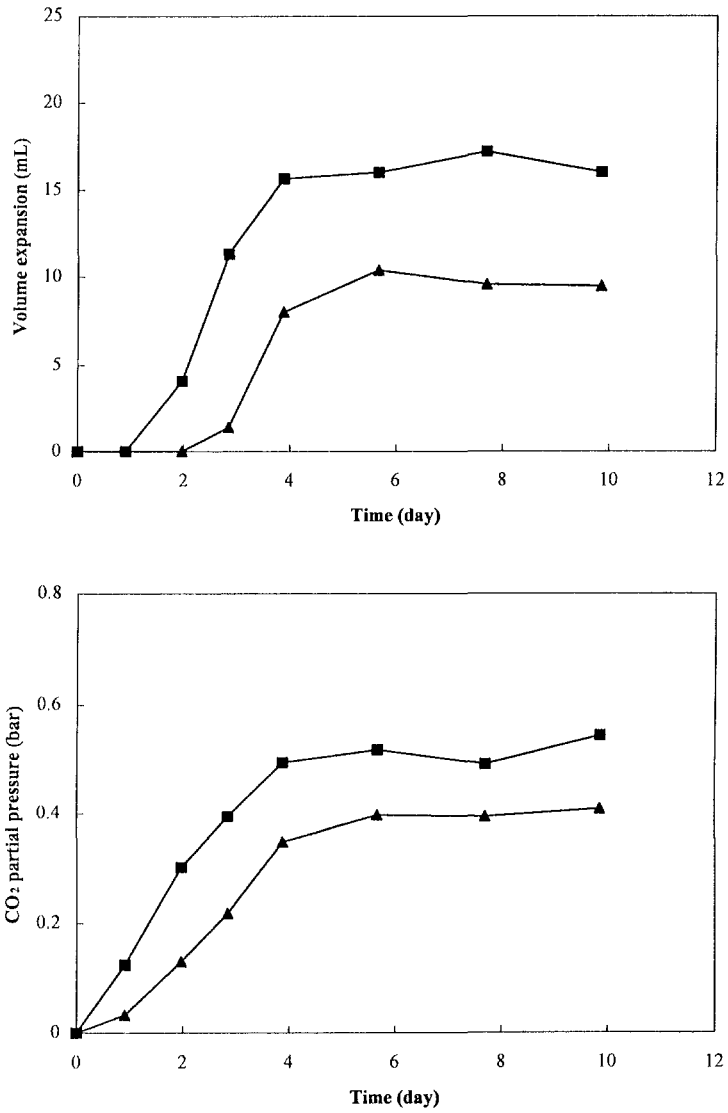 25
20
15
10
5
0
Volume expansion (mL)
0 2 4 6 8 10 12
Time (day)
0.8
0.6
0.4
0.2
0
CO2 partial pressure (bar)
0 2 4 6 8 10 12
Time (day)